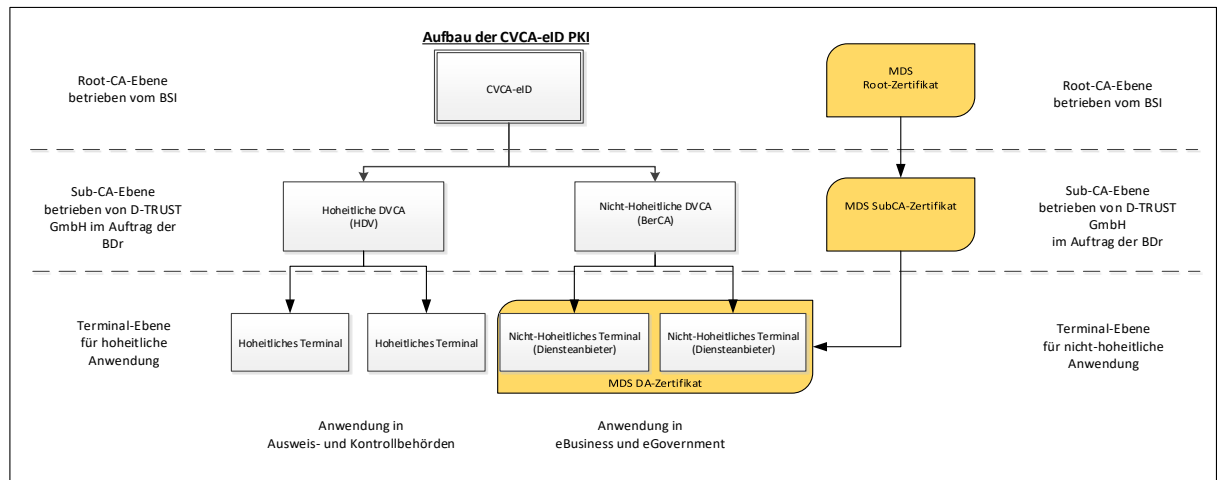 Aufbau der CVCA-eID PKI
Root-CA-Ebene
betrieben vom BSI
CVCA-eID
MDS
Root-Zertifikat
Root-CA-Ebene
betrieben vom BSI
Sub-CA-Ebene
betrieben von D-TRUST
GmbH im Auftrag der
BDr
Hoheitliche DVCA
(HDV)
Nicht-Hoheitliche DVCA
(BerCA)
MDS SubCA-Zertifikat
Sub-CA-Ebene
betrieben von D-TRUST
GmbH
im Auftrag der BDr
Terminal-Ebene
für hoheitliche
Anwendung
Hoheitliches Terminal
Hoheitliches Terminal
Nicht-Hoheitliches Terminal
(Diensteanbieter)
Nicht-Hoheitliches Terminal
(Diensteanbieter)
MDS DA-Zertifikat
Terminal-Ebene
für nicht-hoheitliche
Anwendung
Anwendung in
Ausweis- und Kontrollbehörden
Anwendung in
eBusiness und eGovernment